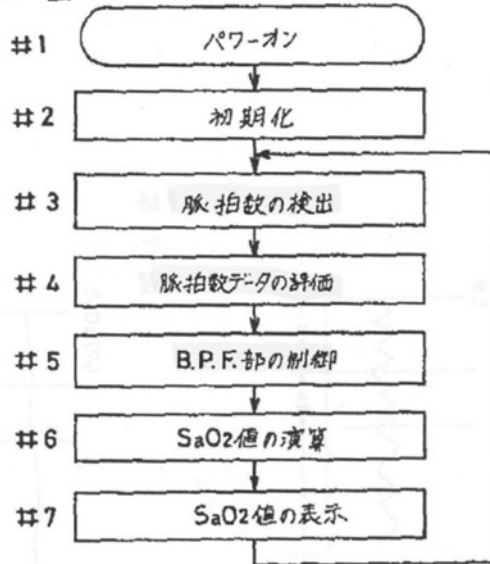 #1 パワーオン
#2 初期化
#3 脈拍数の検出
#4 脈拍数データの評価
#5 B.P.F.部の制御
#6 SaO2値の演算
#7 SaO2値の表示